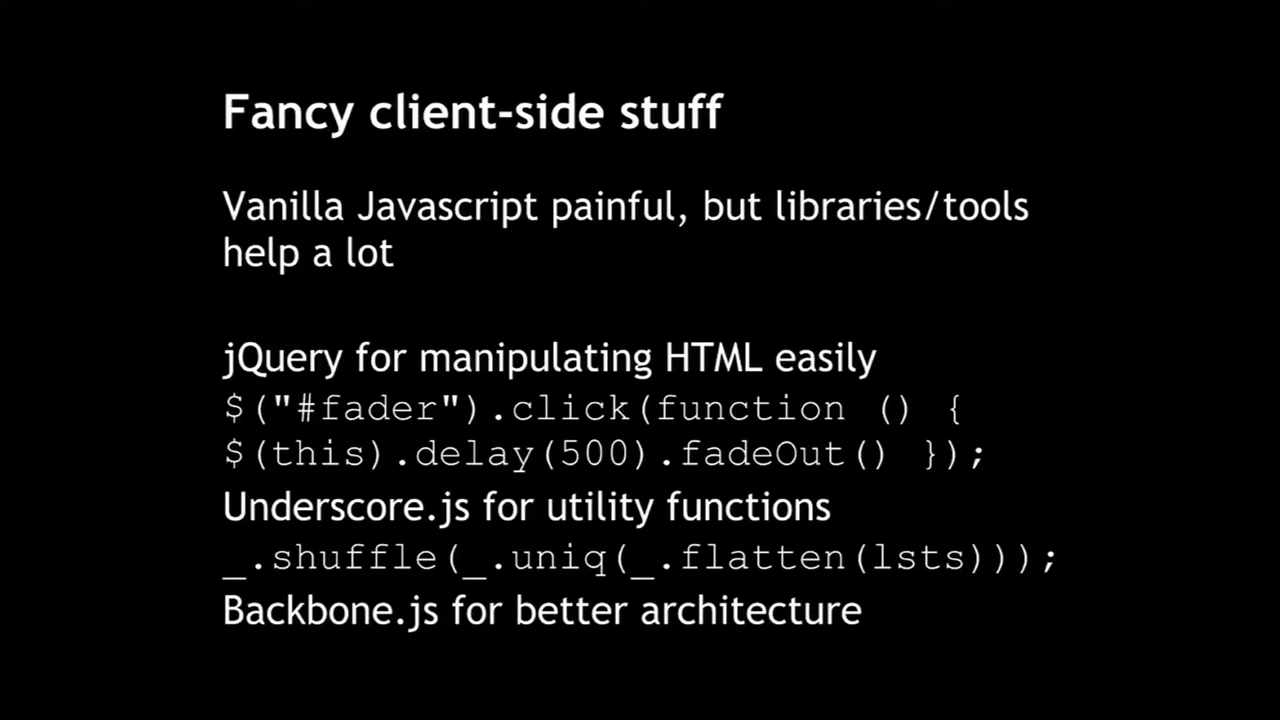 Fancy client-side stuff
Vanilla Javascript painful, but libraries/tools
help a lot
jQuery for manipulating HTML easily
$("#fader").click(function () {
$(this).delay(500).fadeOut() });
Underscore.js for utility functions
_.shuffle(_.uniq(_.flatten(lsts)));
Backbone.js for better architecture